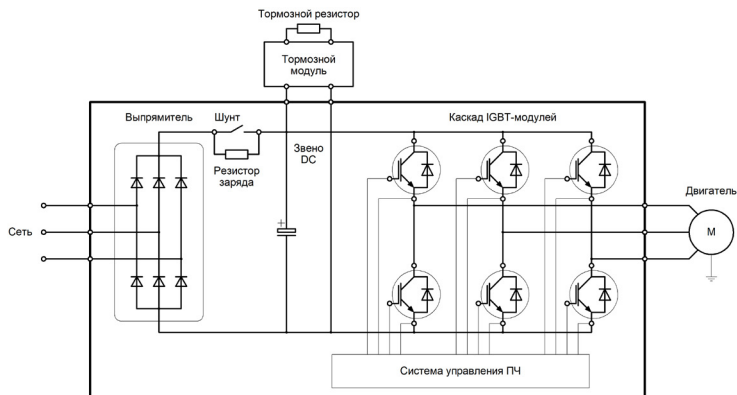 Тормозной резистор
Тормозной
модуль
Выпрямитель
Шунт
Каскад IGBT-модулей
Звено
DC
Резистор
заряда
Двигатель
Сеть
+
M
Система управления ПЧ